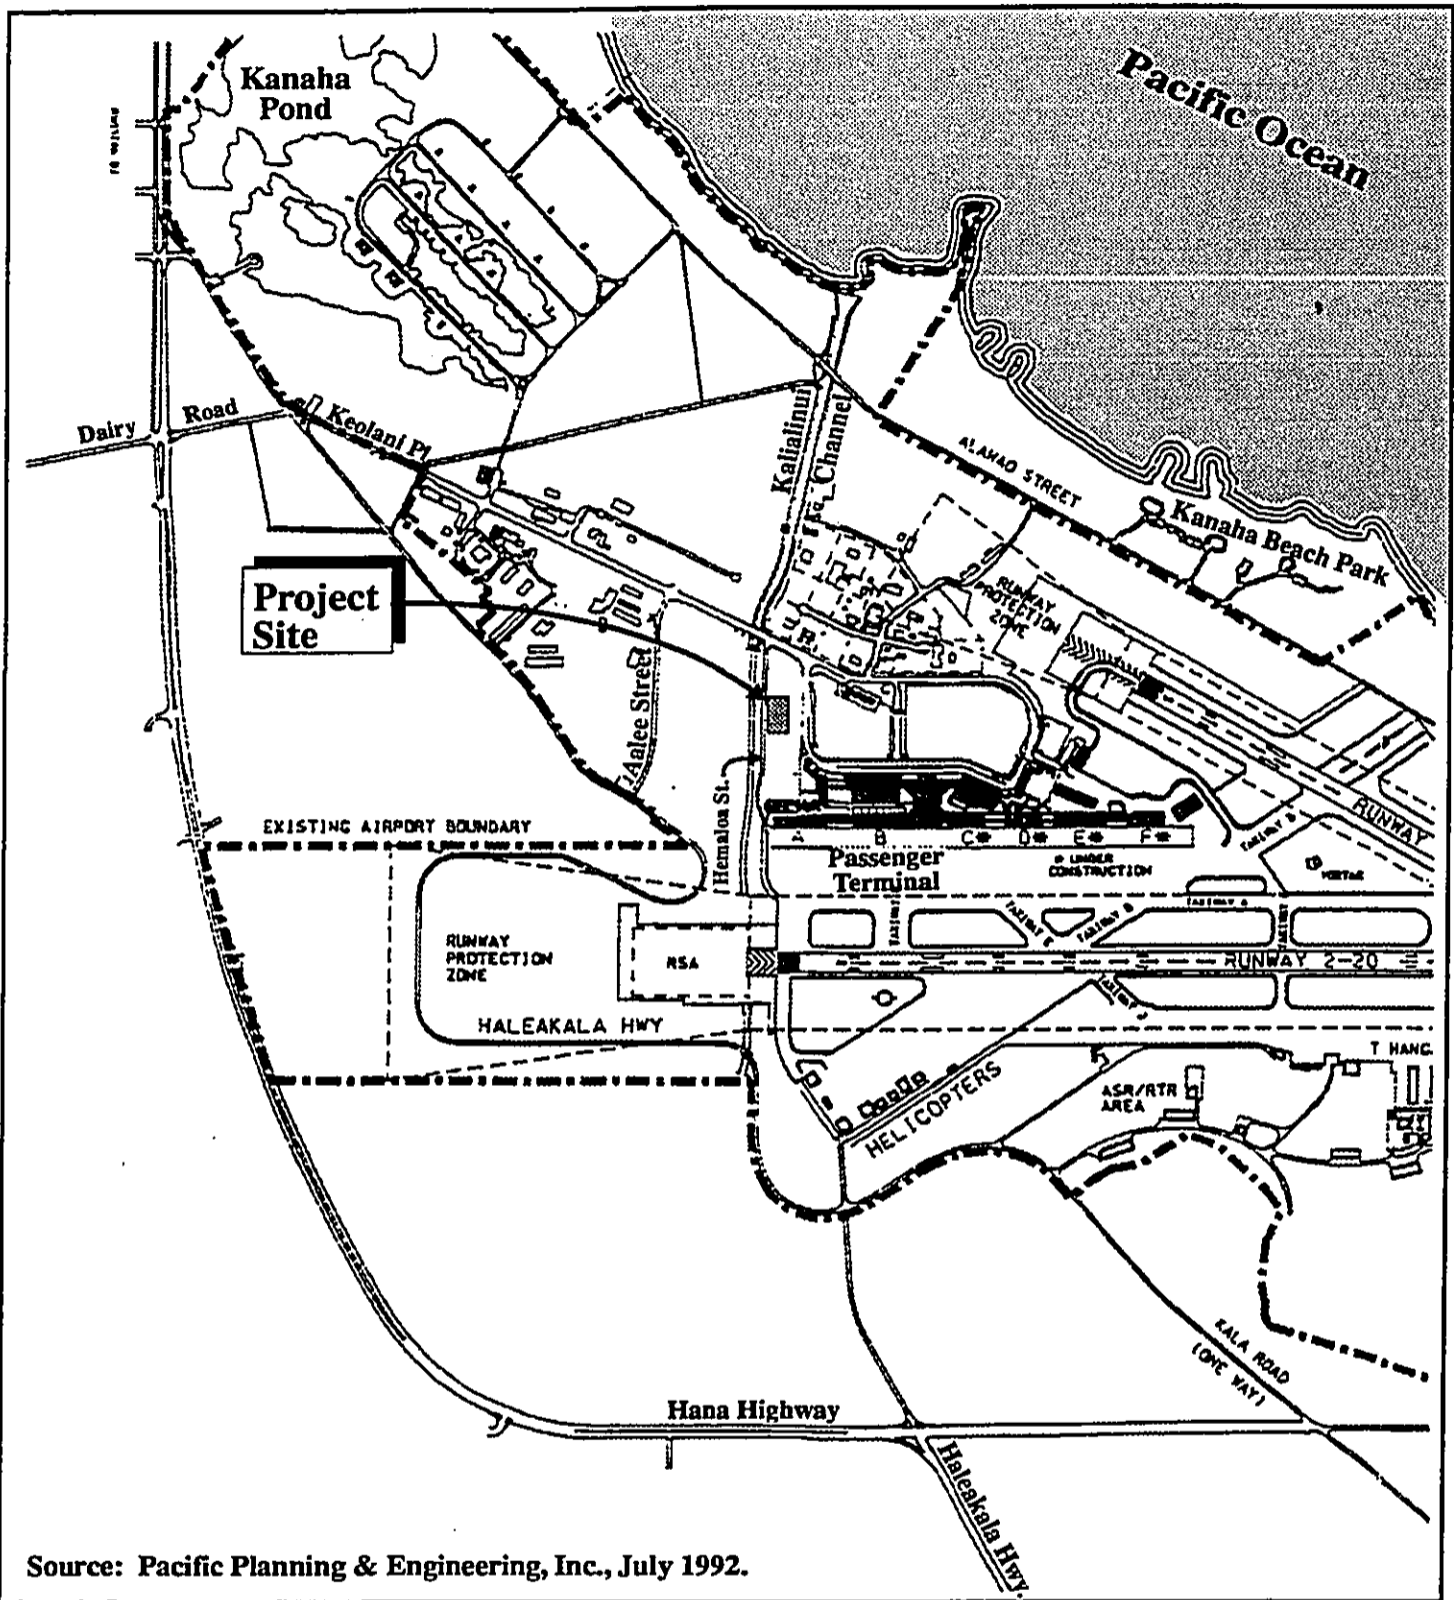 Pacific Ocean
Kanaha
Pond
Dairy Road
Keolani Pl
Kalialinui
Channel
ALAHAO STREET
Kanaha Beach Park
RUNWAY
PROTECTION
ZONE
Project
Site
Aalee Street
Hemaloa St.
RUNWAY
EXISTING AIRPORT BOUNDARY
A B C* D* E* F*
Passenger
Terminal
* UNDER
CONSTRUCTION
VORTAC
TAXIWAY A
RUNWAY
PROTECTION
ZONE
RSA
RUNWAY 2-20
HALEAKALA HWY
T HANG.
HELICOPTERS
ASR/RTR
AREA
KALA ROAD
(ONE WAY)
Hana Highway
Haleakala Hwy.
Source: Pacific Planning & Engineering, Inc., July 1992.